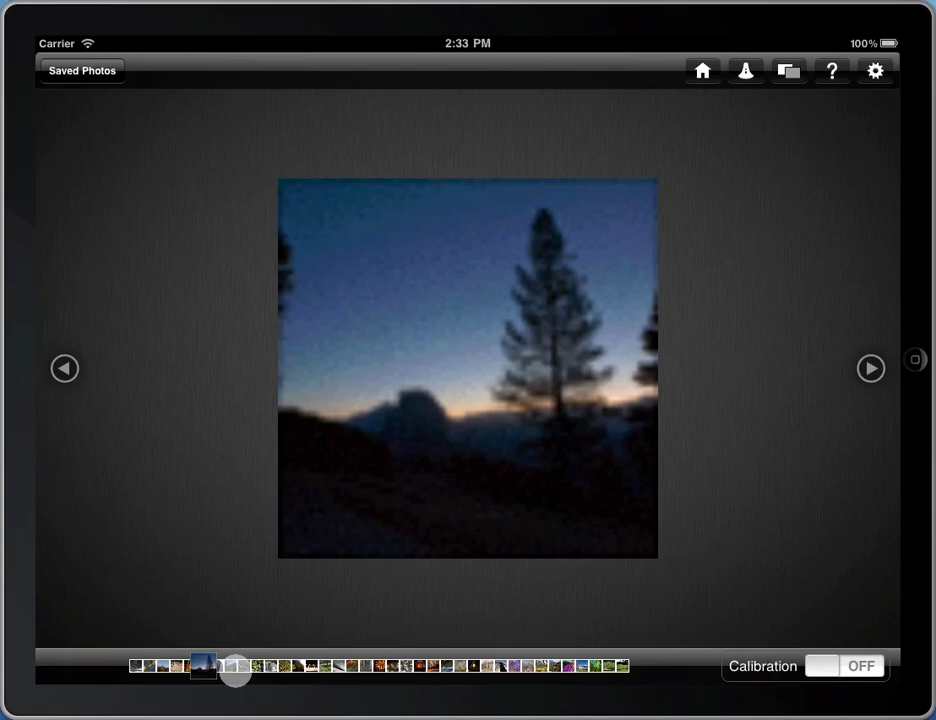 Carrier
2:33 PM
100%
Saved Photos
?
Calibration OFF